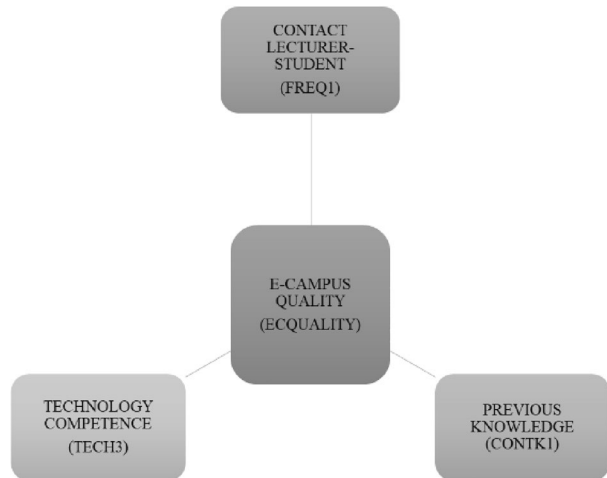 CONTACT
LECTURER-
STUDENT
(FREQ1)
E-CAMPUS
QUALITY
(ECQUALITY)
TECHNOLOGY
COMPETENCE
(TECH3)
PREVIOUS
KNOWLEDGE
(CONTK1)